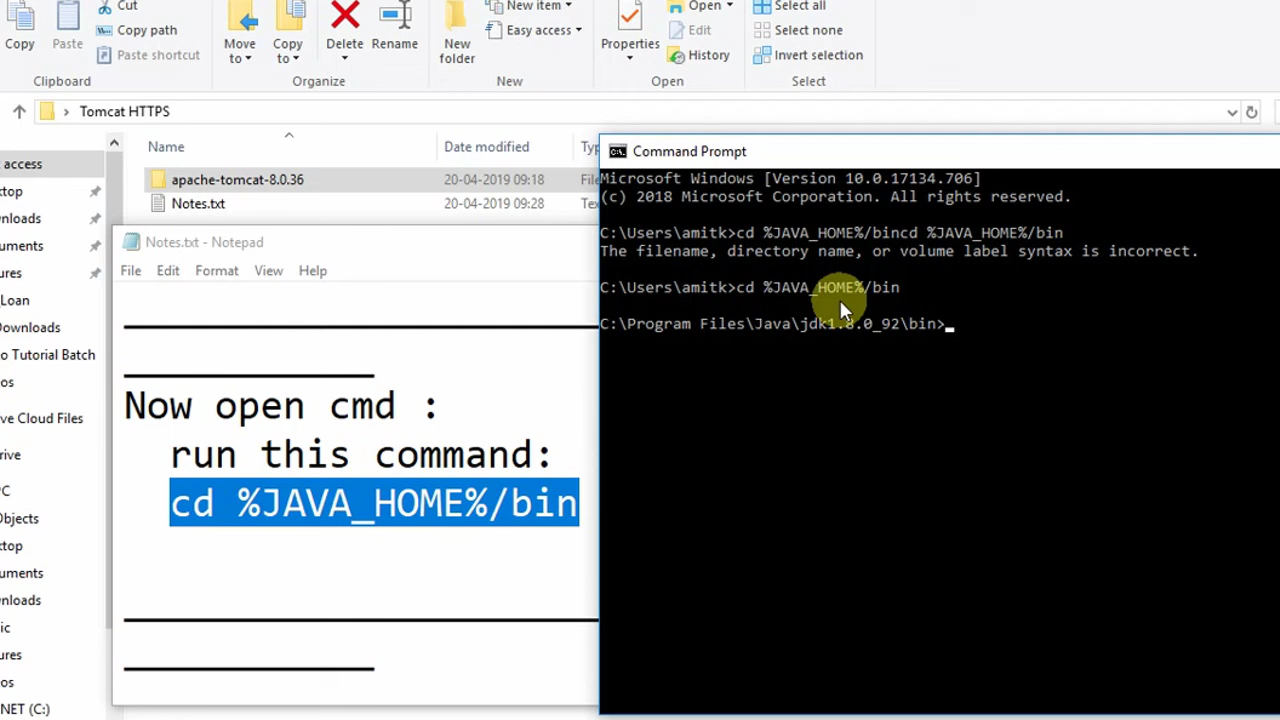 Cut
New item
Open
Select all
Copy path
Easy access
Edit
Select none
Copy
Paste
Paste shortcut
Move
to
Copy
to
Delete
Rename
New
folder
Properties
History
Invert selection
Clipboard
Organize
New
Open
Select
Tomcat HTTPS
Name
Date modified
Ty
apache-tomcat-8.0.36
20-04-2019 09:18
File
Notes.txt
20-04-2019 09:28
Te
access
top
nloads
uments
ures
Loan
Downloads
o Tutorial Batch
os
ve Cloud Files
rive
PC
Objects
top
uments
nloads
ic
ures
os
NET (C:)
Notes.txt - Notepad
File Edit Format View Help
Now open cmd :
run this command:
cd %JAVA_HOME%/bin
Command Prompt
Microsoft Windows [Version 10.0.17134.706]
(c) 2018 Microsoft Corporation. All rights reserved.
C:\Users\amitk>cd %JAVA_HOME%/bincd %JAVA_HOME%/bin
The filename, directory name, or volume label syntax is incorrect.
C:\Users\amitk>cd %JAVA_HOME%/bin
C:\Program Files\Java\jdk1.8.0_92\bin>